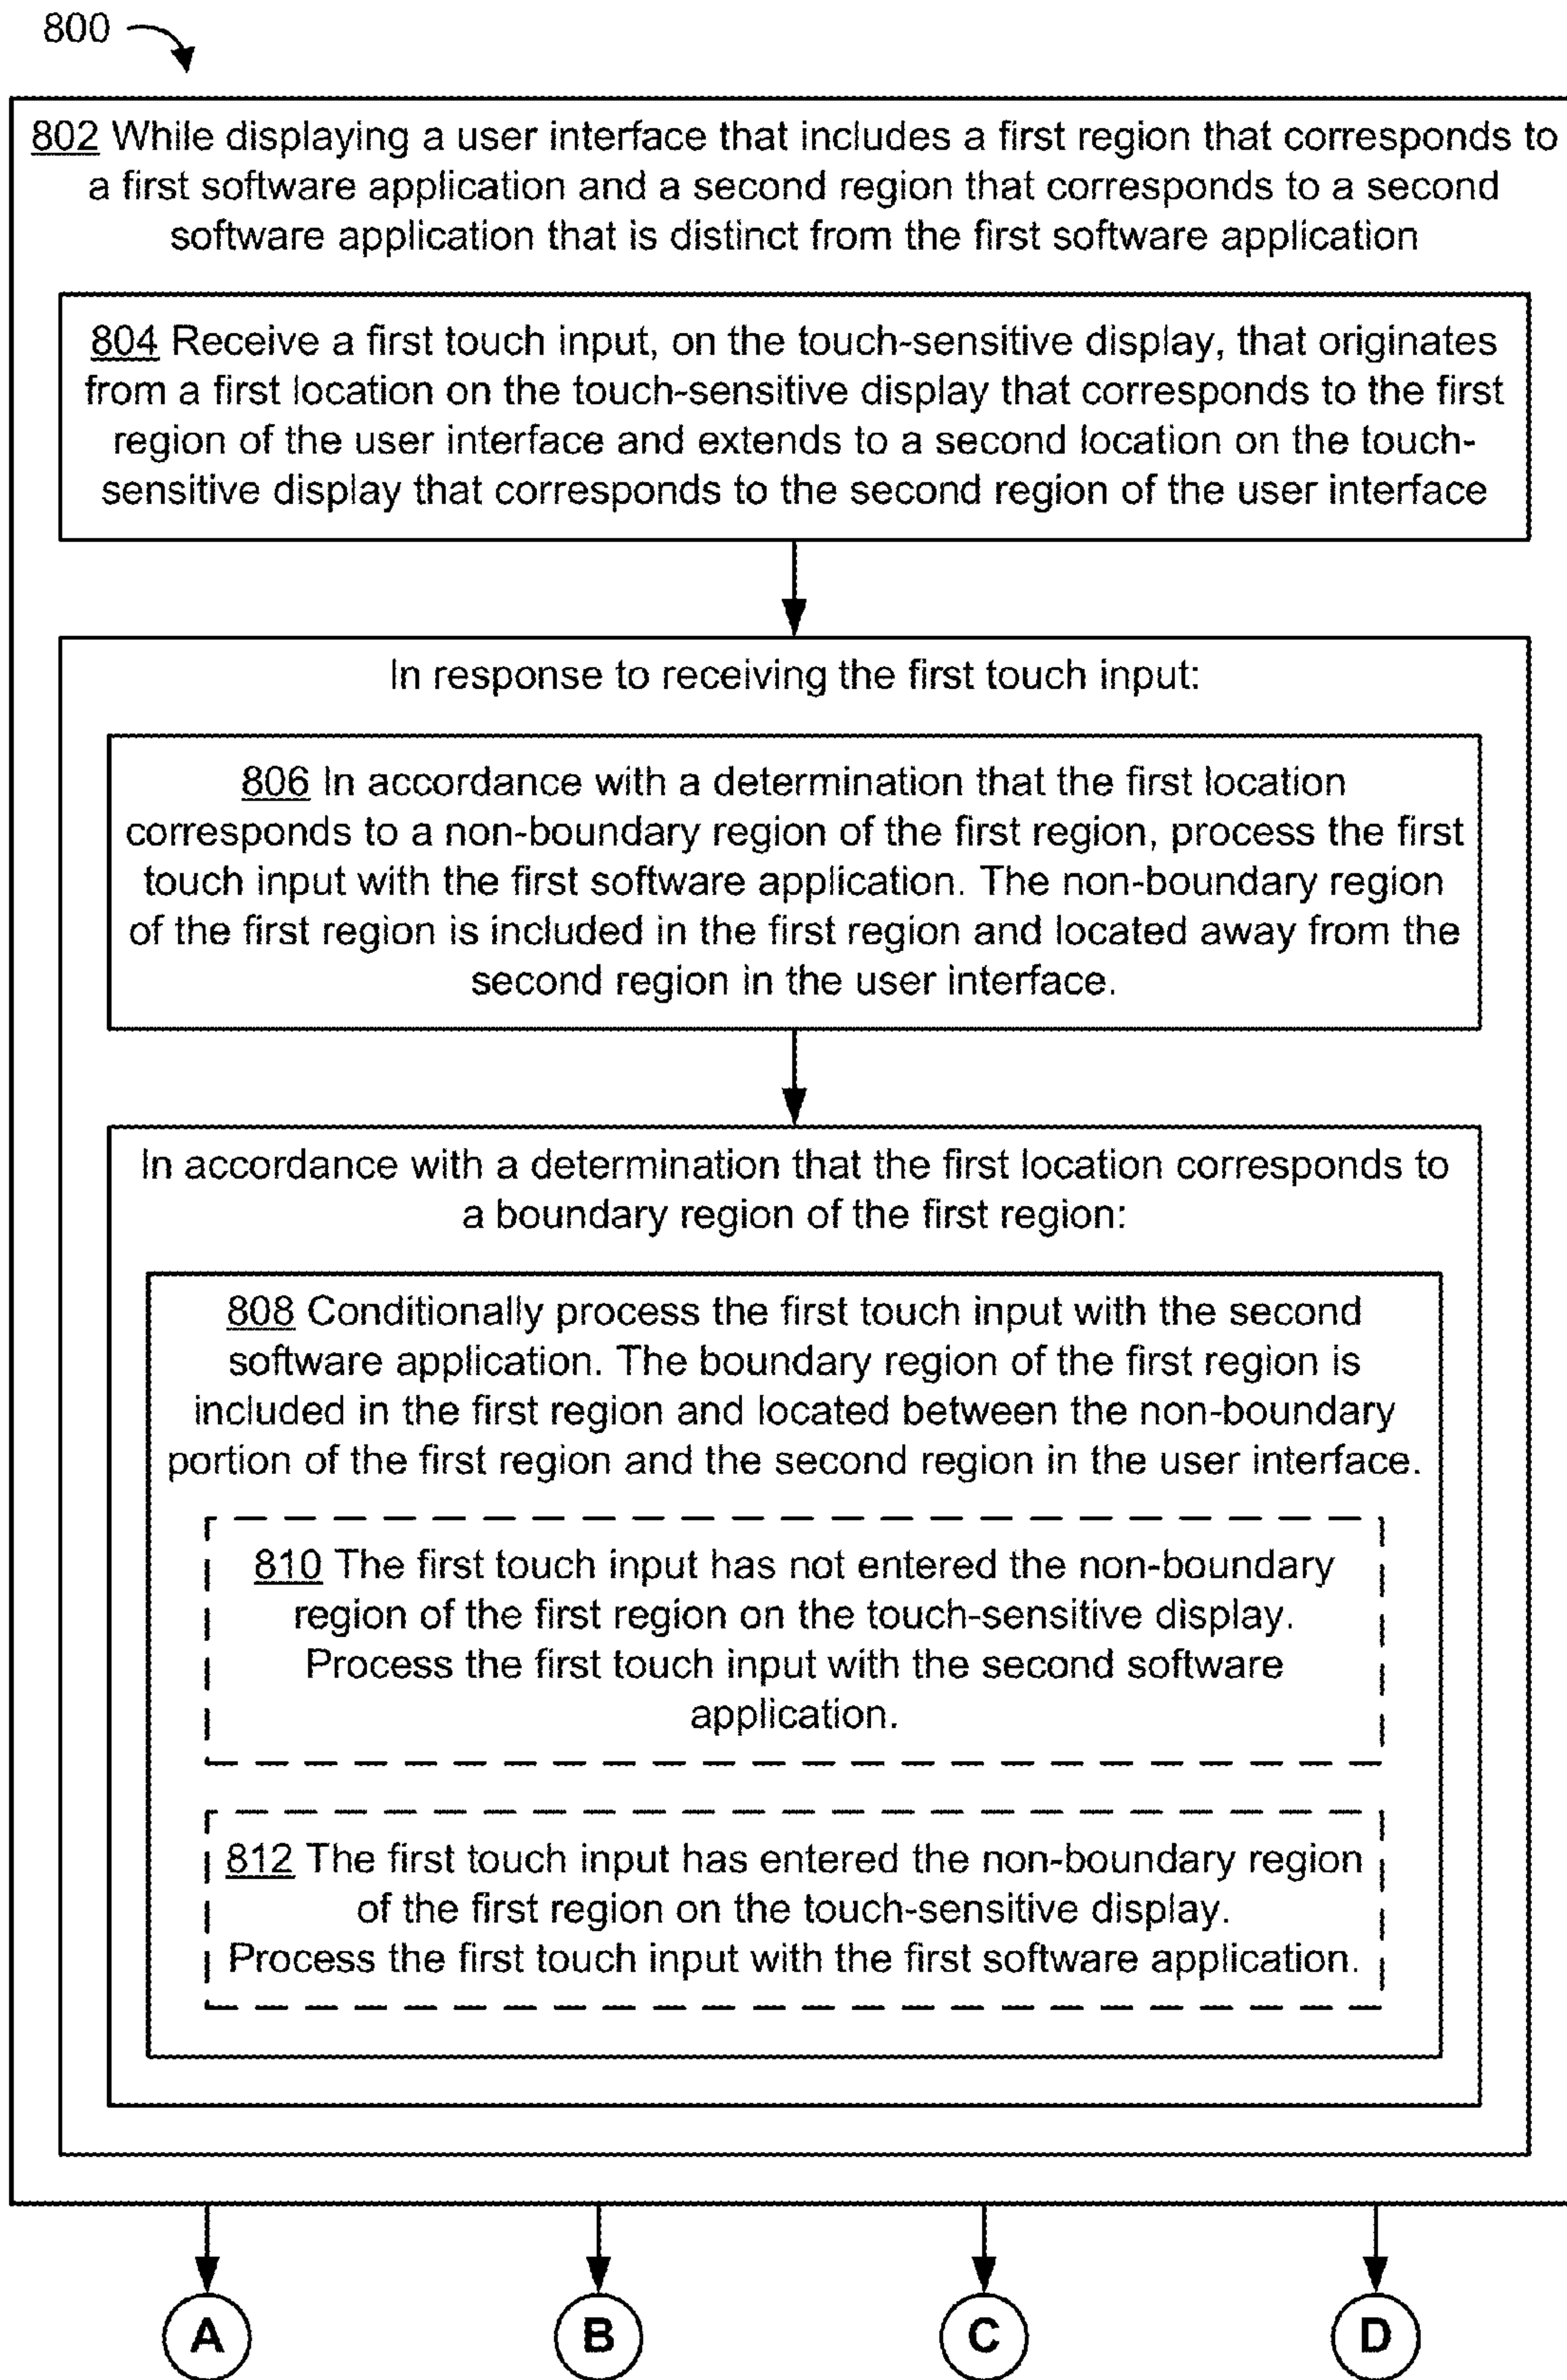 800
802 While displaying a user interface that includes a first region that corresponds to
a first software application and a second region that corresponds to a second
software application that is distinct from the first software application
804 Receive a first touch input, on the touch-sensitive display, that originates
from a first location on the touch-sensitive display that corresponds to the first
region of the user interface and extends to a second location on the touch-
sensitive display that corresponds to the second region of the user interface
In response to receiving the first touch input:
806 In accordance with a determination that the first location
corresponds to a non-boundary region of the first region, process the first
touch input with the first software application. The non-boundary region
of the first region is included in the first region and located away from the
second region in the user interface.
In accordance with a determination that the first location corresponds to
a boundary region of the first region:
808 Conditionally process the first touch input with the second
software application. The boundary region of the first region is
included in the first region and located between the non-boundary
portion of the first region and the second region in the user interface.
810 The first touch input has not entered the non-boundary
region of the first region on the touch-sensitive display.
Process the first touch input with the second software
application.
812 The first touch input has entered the non-boundary region
of the first region on the touch-sensitive display.
Process the first touch input with the first software application.
A
B
C
D